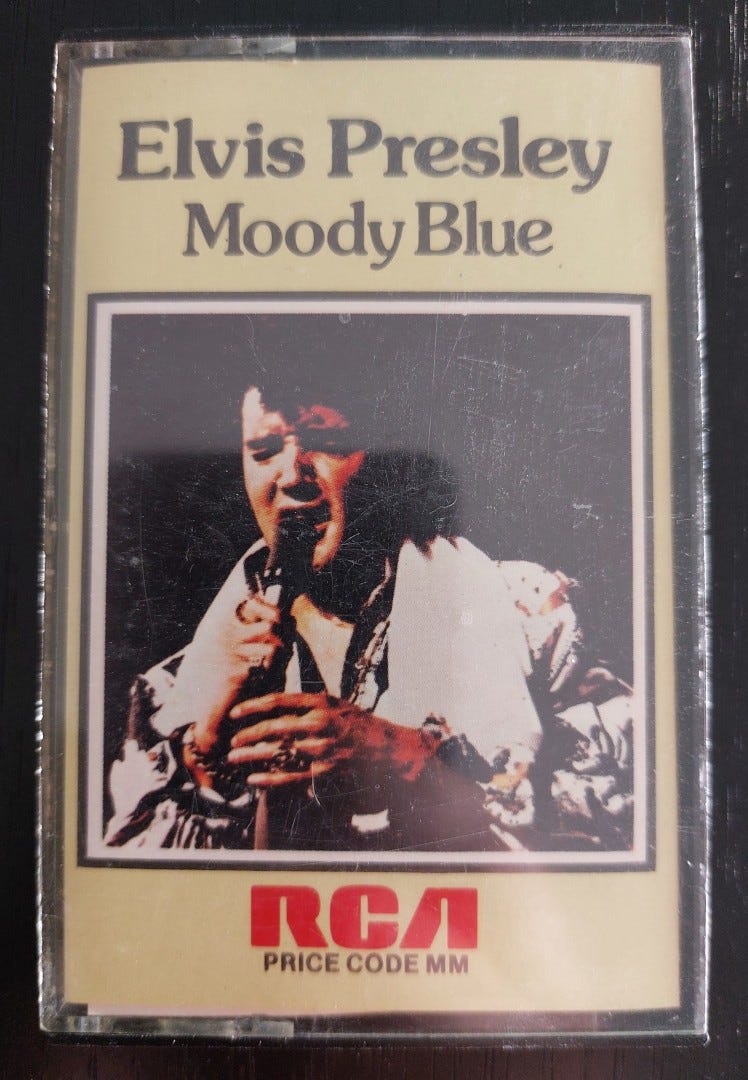 Elvis Presley
Moody Blue
RCA
PRICE CODE MM